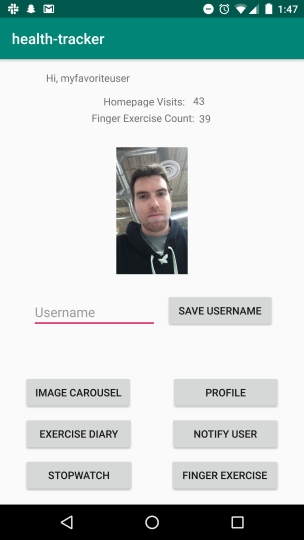 1:47
health-tracker
Hi, myfavoriteuser
Homepage Visits: 43
Finger Exercise Count: 39
Username
SAVE USERNAME
IMAGE CAROUSEL
PROFILE
EXERCISE DIARY
NOTIFY USER
STOPWATCH
FINGER EXERCISE